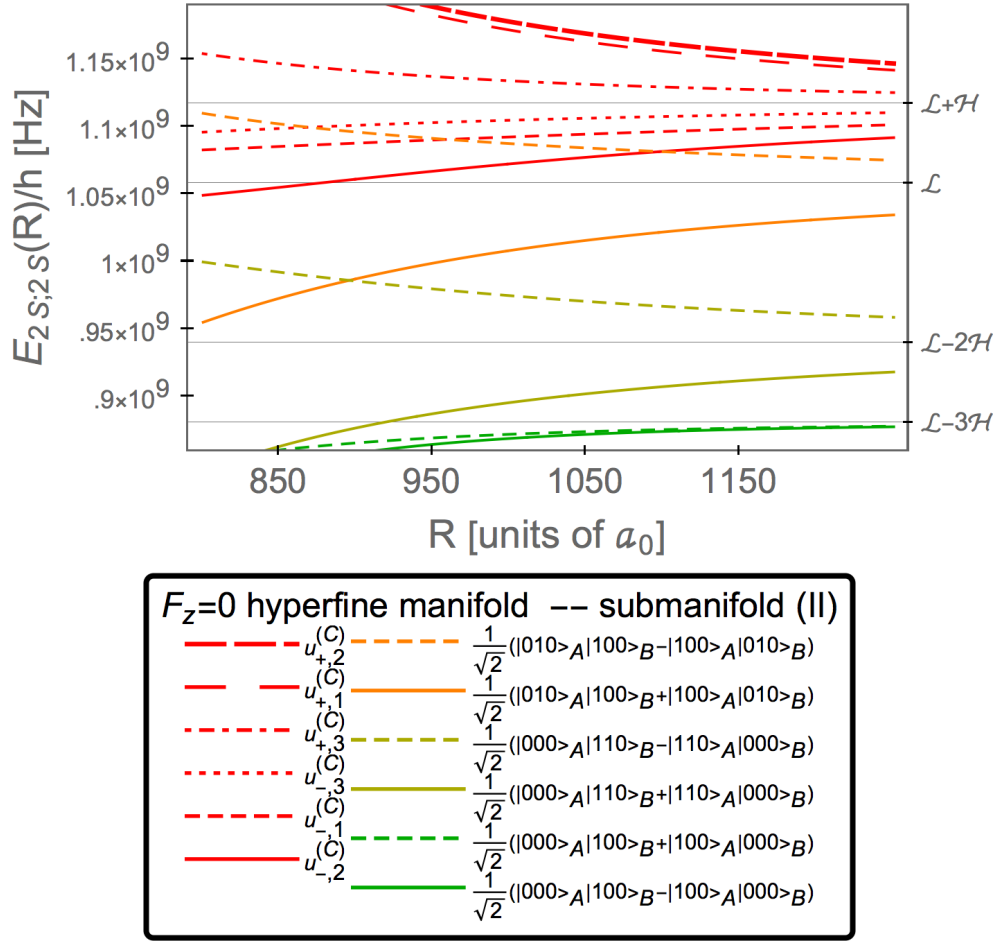 E2 S;2 S(R)/h [Hz]
1.15×10⁹
1.1×10⁹
1.05×10⁹
1×10⁹
.95×10⁹
.9×10⁹
ℒ+ℋ
ℒ
ℒ−2ℋ
ℒ−3ℋ
850 950 1050 1150
R [units of a₀]
Fz=0 hyperfine manifold −− submanifold (II)
u+,2(C)
u+,1(C)
u+,3(C)
u−,3(C)
u−,1(C)
u−,2(C)
1/√2 (|010>A|100>B−|100>A|010>B)
1/√2 (|010>A|100>B+|100>A|010>B)
1/√2 (|000>A|110>B−|110>A|000>B)
1/√2 (|000>A|110>B+|110>A|000>B)
1/√2 (|000>A|100>B+|100>A|000>B)
1/√2 (|000>A|100>B−|100>A|000>B)